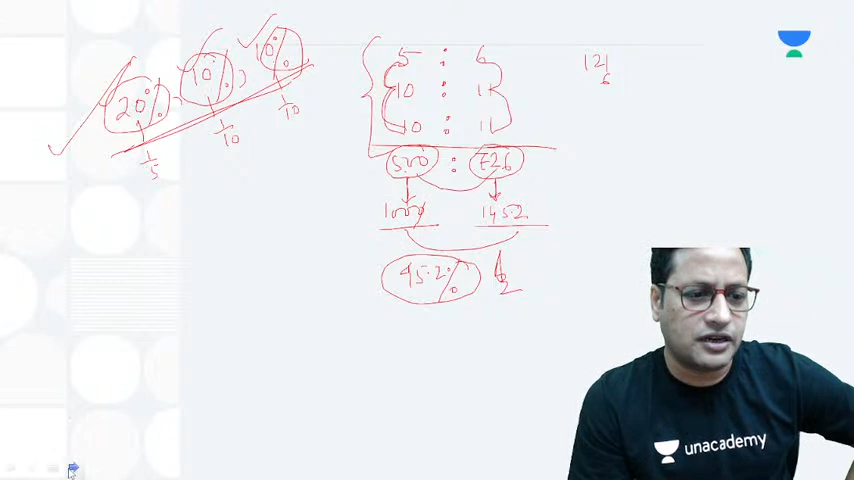 20% , 10% , 10%
1/5 1/10 1/10
5 : 6
10 : 11
10 : 11
500 : 726
1000 1452
45.2%
2
121
6
unacademy